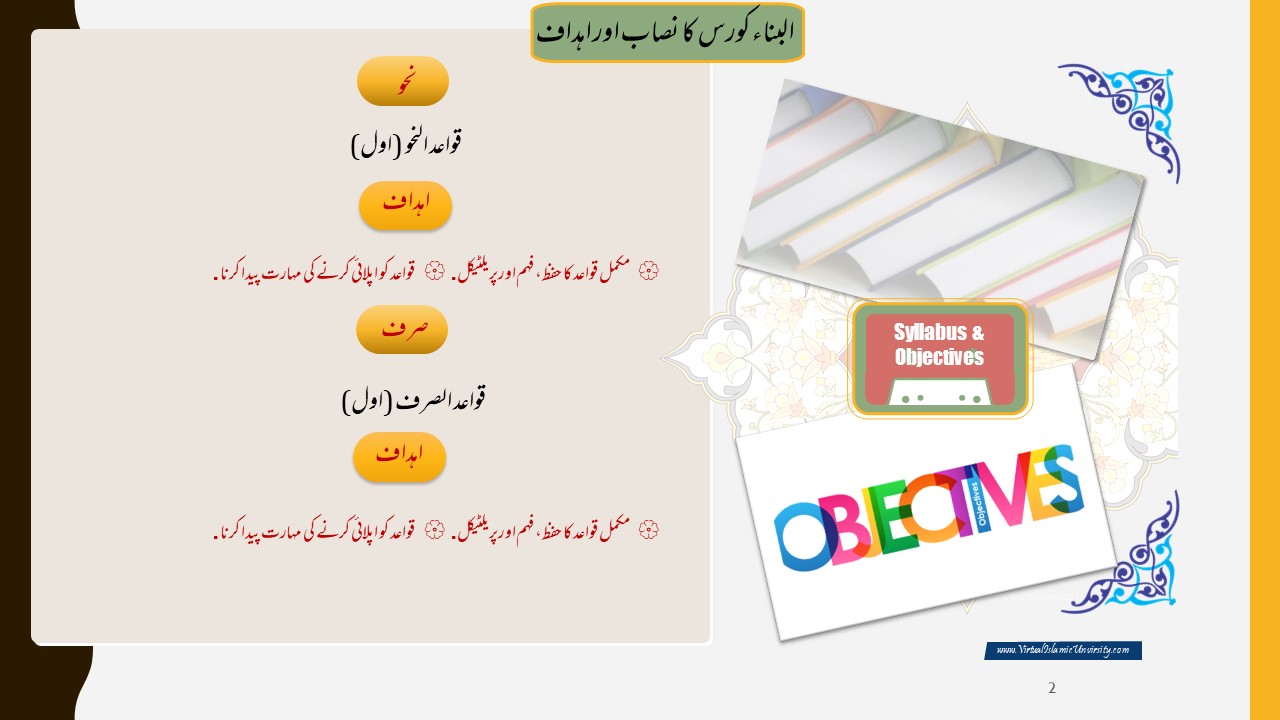 البناء کورس کا نصاب اور اہداف
نحو
قواعد النحو (اول)
اہداف
مکمل قواعد کا حفظ، فہم اور پریکٹیکل۔ قواعد کو اپلائی کرنے کی مہارت پیدا کرنا۔
صرف
قواعد الصرف (اول)
اہداف
مکمل قواعد کا حفظ، فہم اور پریکٹیکل۔ قواعد کو اپلائی کرنے کی مہارت پیدا کرنا۔
Syllabus &
Objectives
OBJECTIVES
Objectives
www.VirtualIslamicUnvirsity.com
2